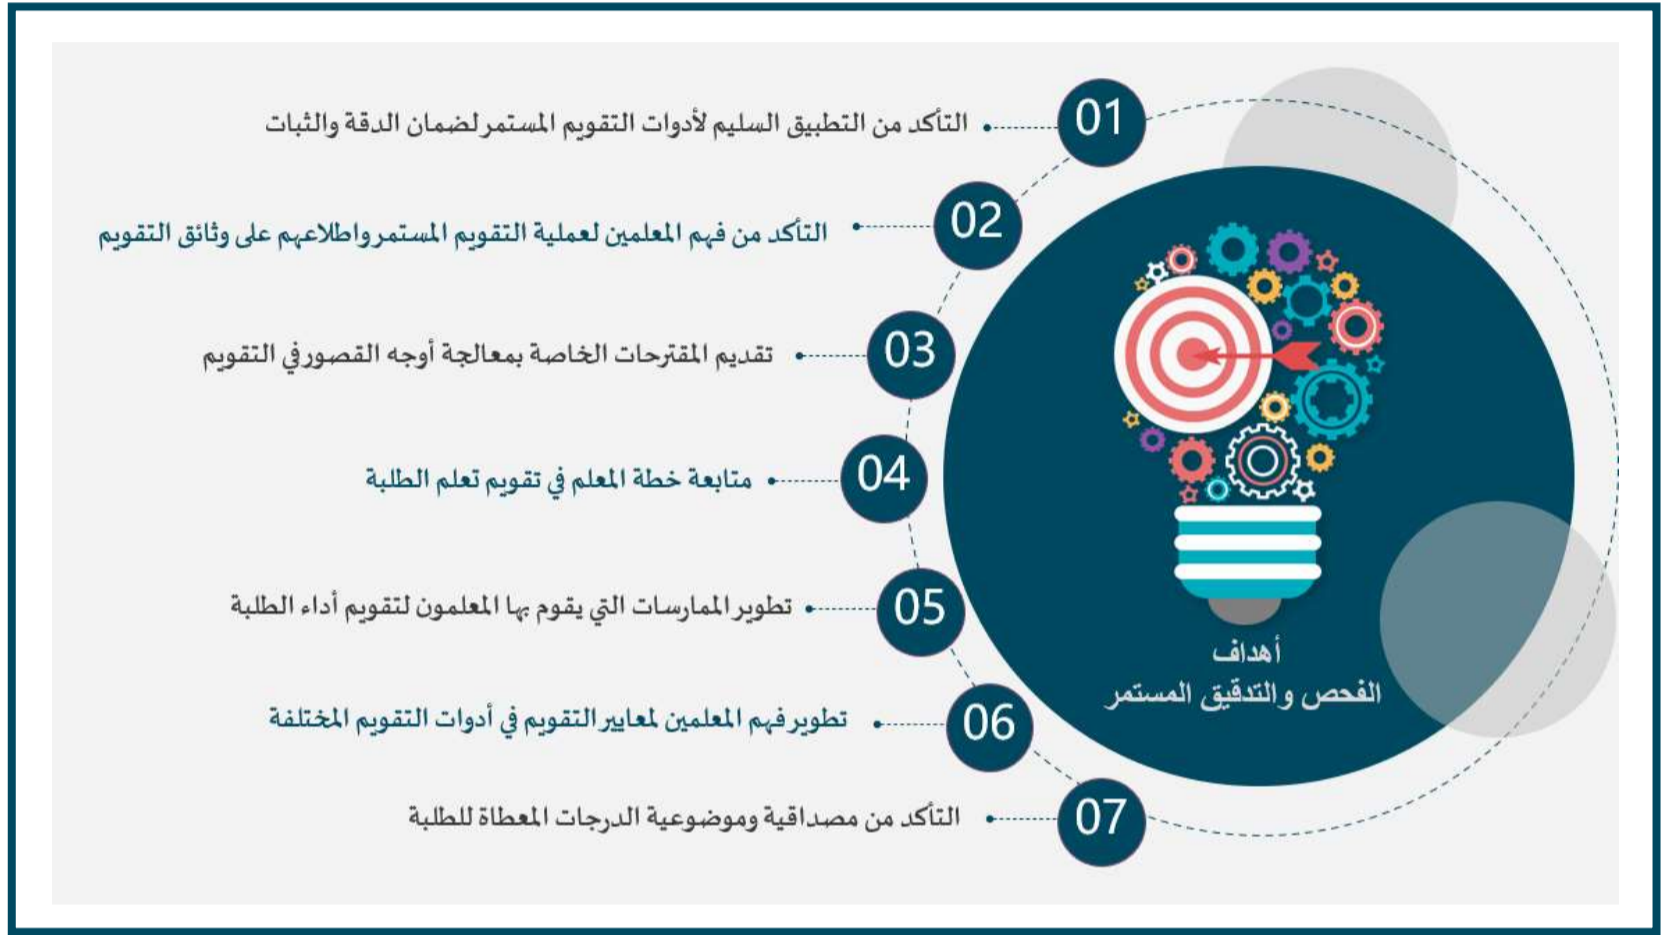 أهداف
الفحص والتدقيق المستمر
01
التأكد من التطبيق السليم لأدوات التقويم المستمر لضمان الدقة والثبات
02
التأكد من فهم المعلمين لعملية التقويم المستمر واطلاعهم على وثائق التقويم
03
تقديم المقترحات الخاصة بمعالجة أوجه القصور في التقويم
04
متابعة خطة المعلم في تقويم تعلم الطلبة
05
تطوير الممارسات التي يقوم بها المعلمون لتقويم أداء الطلبة
06
تطوير فهم المعلمين لمعايير التقويم في أدوات التقويم المختلفة
07
التأكد من مصداقية وموضوعية الدرجات المعطاة للطلبة